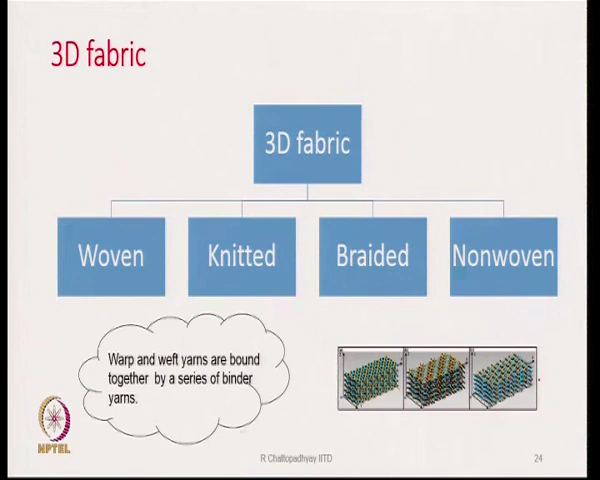 3D fabric
3D fabric
Woven
Knitted
Braided
Nonwoven
Warp and weft yarns are bound
together by a series of binder
yarns.
NPTEL
R Chattopadhyay IITD
24